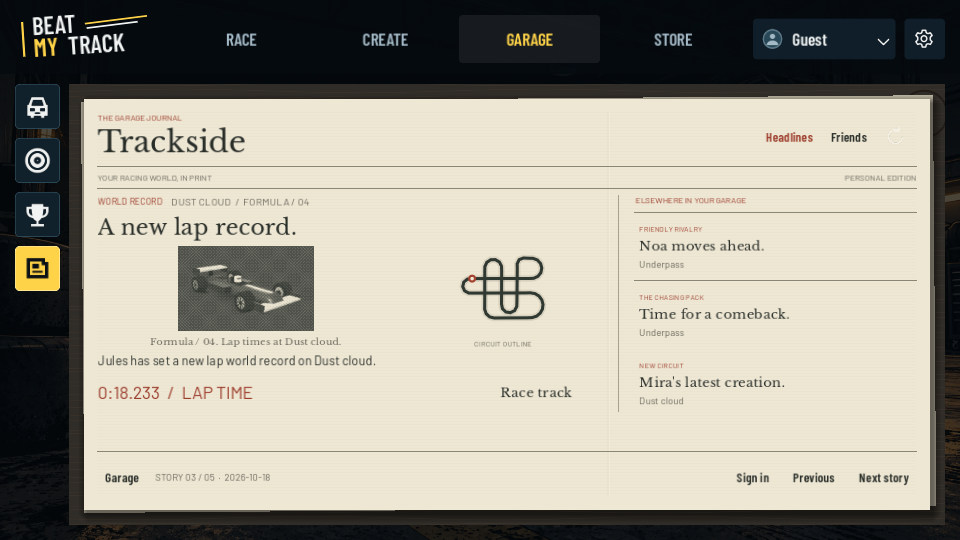 BEAT
MY TRACK
RACE
CREATE
GARAGE
STORE
Guest
THE GARAGE JOURNAL
Trackside
Headlines
Friends
YOUR RACING WORLD, IN PRINT
PERSONAL EDITION
WORLD RECORD DUST CLOUD / FORMULA / 04
A new lap record.
Formula / 04. Lap times at Dust cloud.
CIRCUIT OUTLINE
Jules has set a new lap world record on Dust cloud.
0:18.233 / LAP TIME
Race track
ELSEWHERE IN YOUR GARAGE
FRIENDLY RIVALRY
Noa moves ahead.
Underpass
THE CHASING PACK
Time for a comeback.
Underpass
NEW CIRCUIT
Mira's latest creation.
Dust cloud
Garage
STORY 03 / 05 · 2026-10-18
Sign in
Previous
Next story